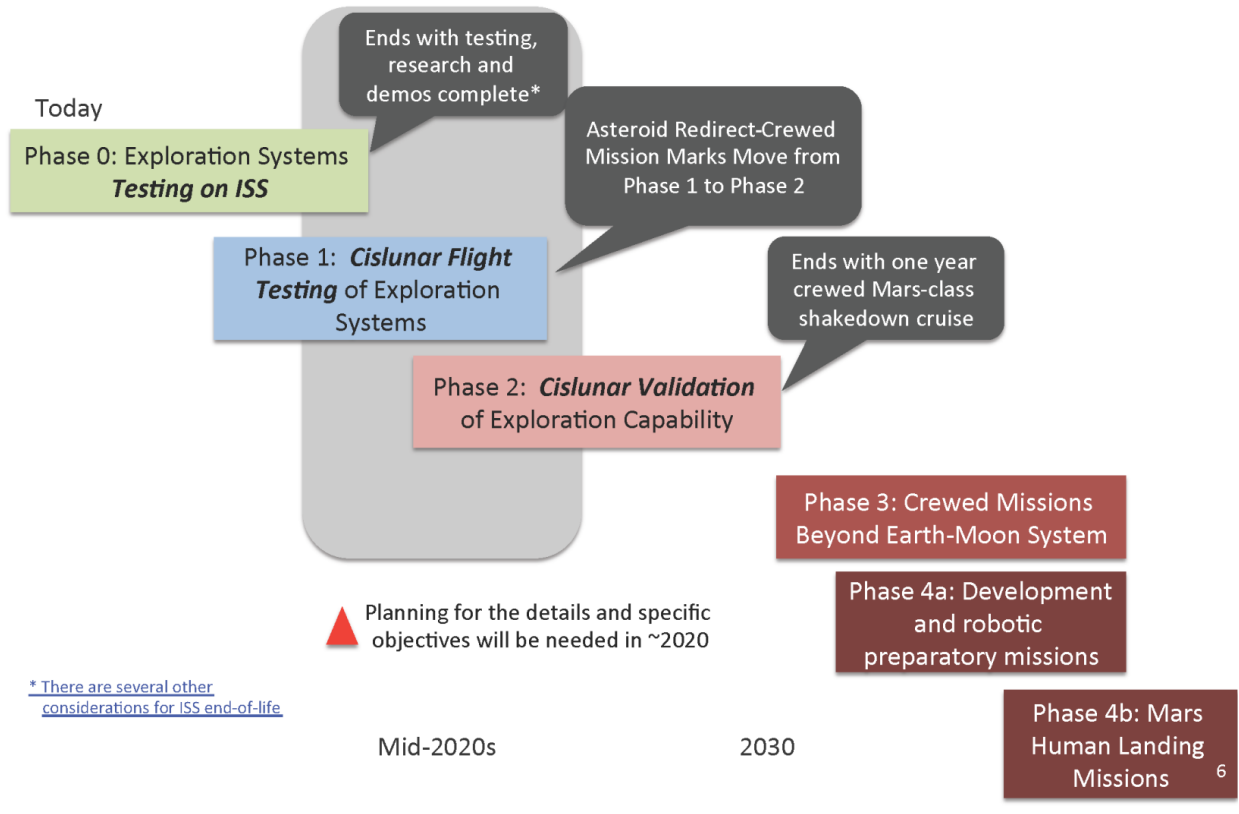 Ends with testing,
research and
demos complete*
Today
Phase 0: Exploration Systems
Testing on ISS
Asteroid Redirect-Crewed
Mission Marks Move from
Phase 1 to Phase 2
Phase 1: Cislunar Flight
Testing of Exploration
Systems
Ends with one year
crewed Mars-class
shakedown cruise
Phase 2: Cislunar Validation
of Exploration Capability
Phase 3: Crewed Missions
Beyond Earth-Moon System
Phase 4a: Development
and robotic
preparatory missions
Planning for the details and specific
objectives will be needed in ~2020
* There are several other
considerations for ISS end-of-life
Phase 4b: Mars
Human Landing
Missions
Mid-2020s
2030
6